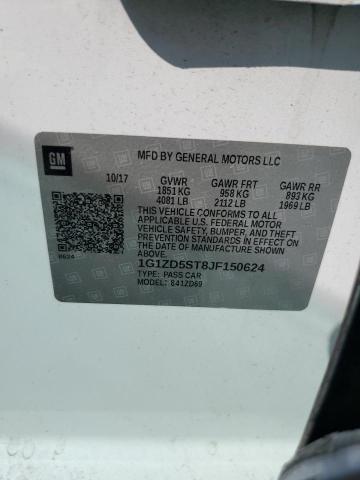 GM
MFD BY GENERAL MOTORS LLC
10/17 GVWR GAWR FRT GAWR RR
1851 KG 958 KG 893 KG
4081 LB 2112 LB 1969 LB
THIS VEHICLE CONFORMS TO ALL
APPLICABLE U.S. FEDERAL MOTOR
VEHICLE SAFETY, BUMPER, AND THEFT
PREVENTION STANDARDS IN EFFECT ON
THE DATE OF MANUFACTURE SHOWN
ABOVE.
0624
1G1ZD5ST8JF150624
TYPE: PASS CAR
MODEL: 841ZD69